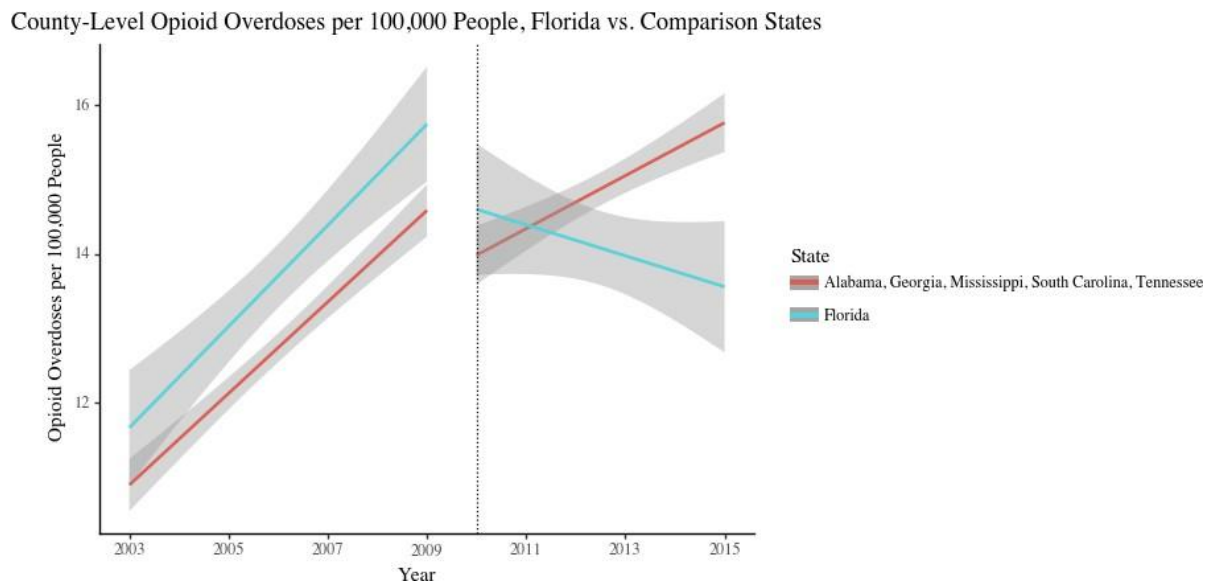 County-Level Opioid Overdoses per 100,000 People, Florida vs. Comparison States
Opioid Overdoses per 100,000 People
16
14
12
2003 2005 2007 2009 2011 2013 2015
Year
State
Alabama, Georgia, Mississippi, South Carolina, Tennessee
Florida